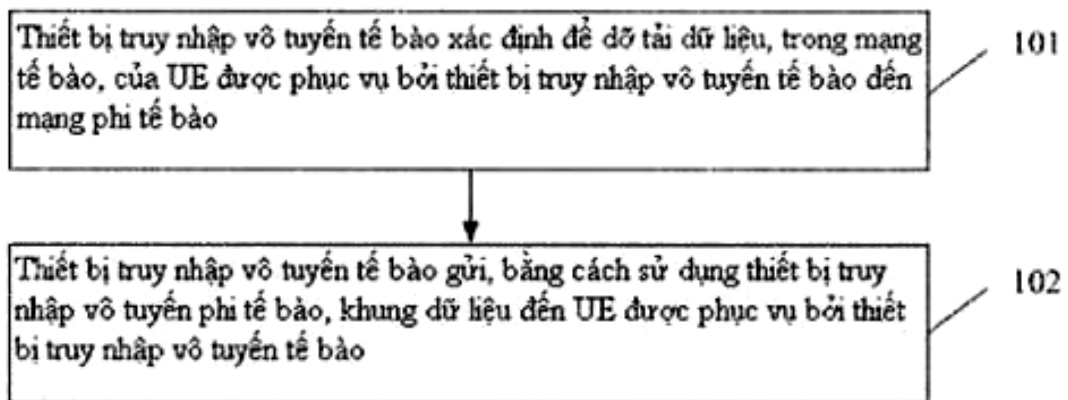 Thiết bị truy nhập vô tuyến tế bào xác định để dỡ tải dữ liệu, trong mạng
tế bào, của UE được phục vụ bởi thiết bị truy nhập vô tuyến tế bào đến
mạng phi tế bào
101
Thiết bị truy nhập vô tuyến tế bào gửi, bằng cách sử dụng thiết bị truy
nhập vô tuyến phi tế bào, khung dữ liệu đến UE được phục vụ bởi thiết
bị truy nhập vô tuyến tế bào
102